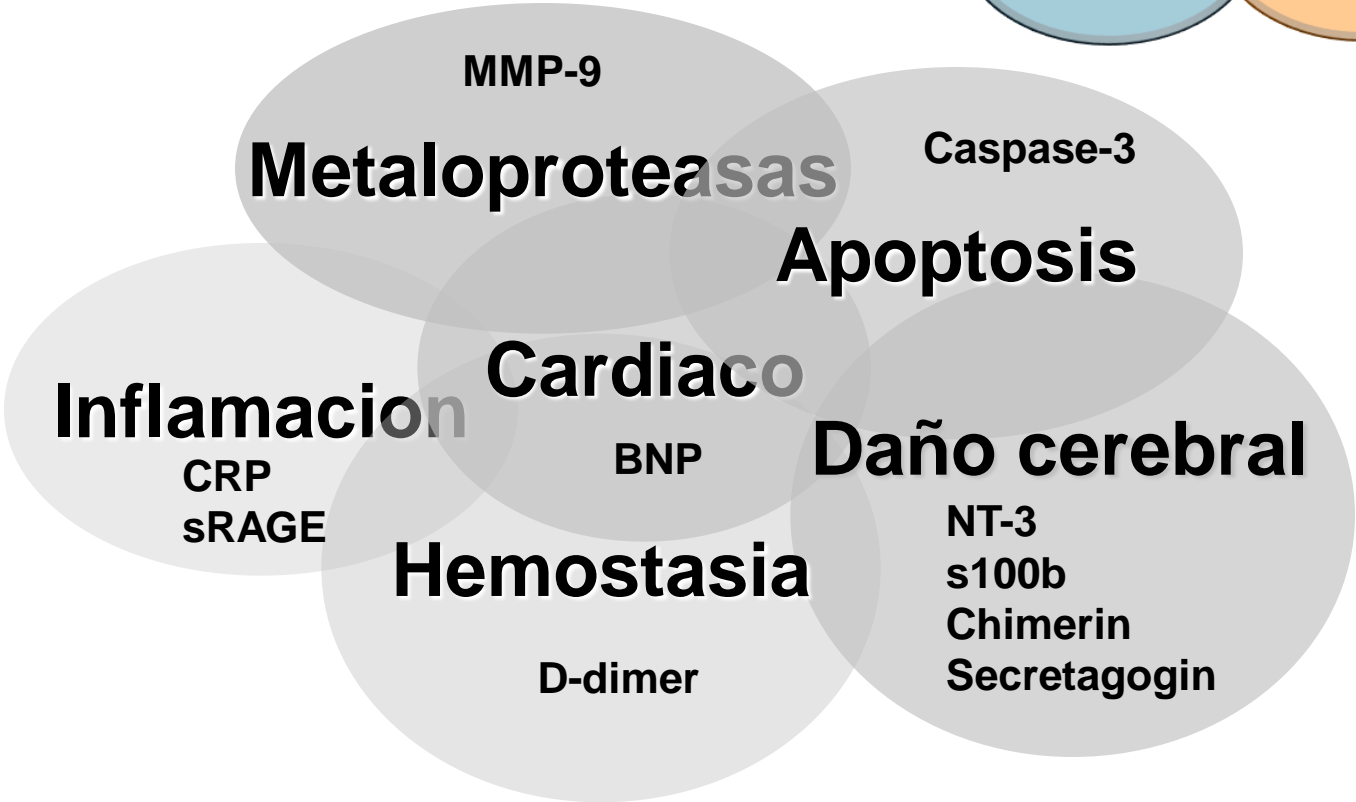 MMP-9
Metaloproteasas
Caspase-3
Apoptosis
Cardiaco
BNP
Inflamacion
CRP
sRAGE
Daño cerebral
NT-3
s100b
Chimerin
Secretagogin
Hemostasia
D-dimer